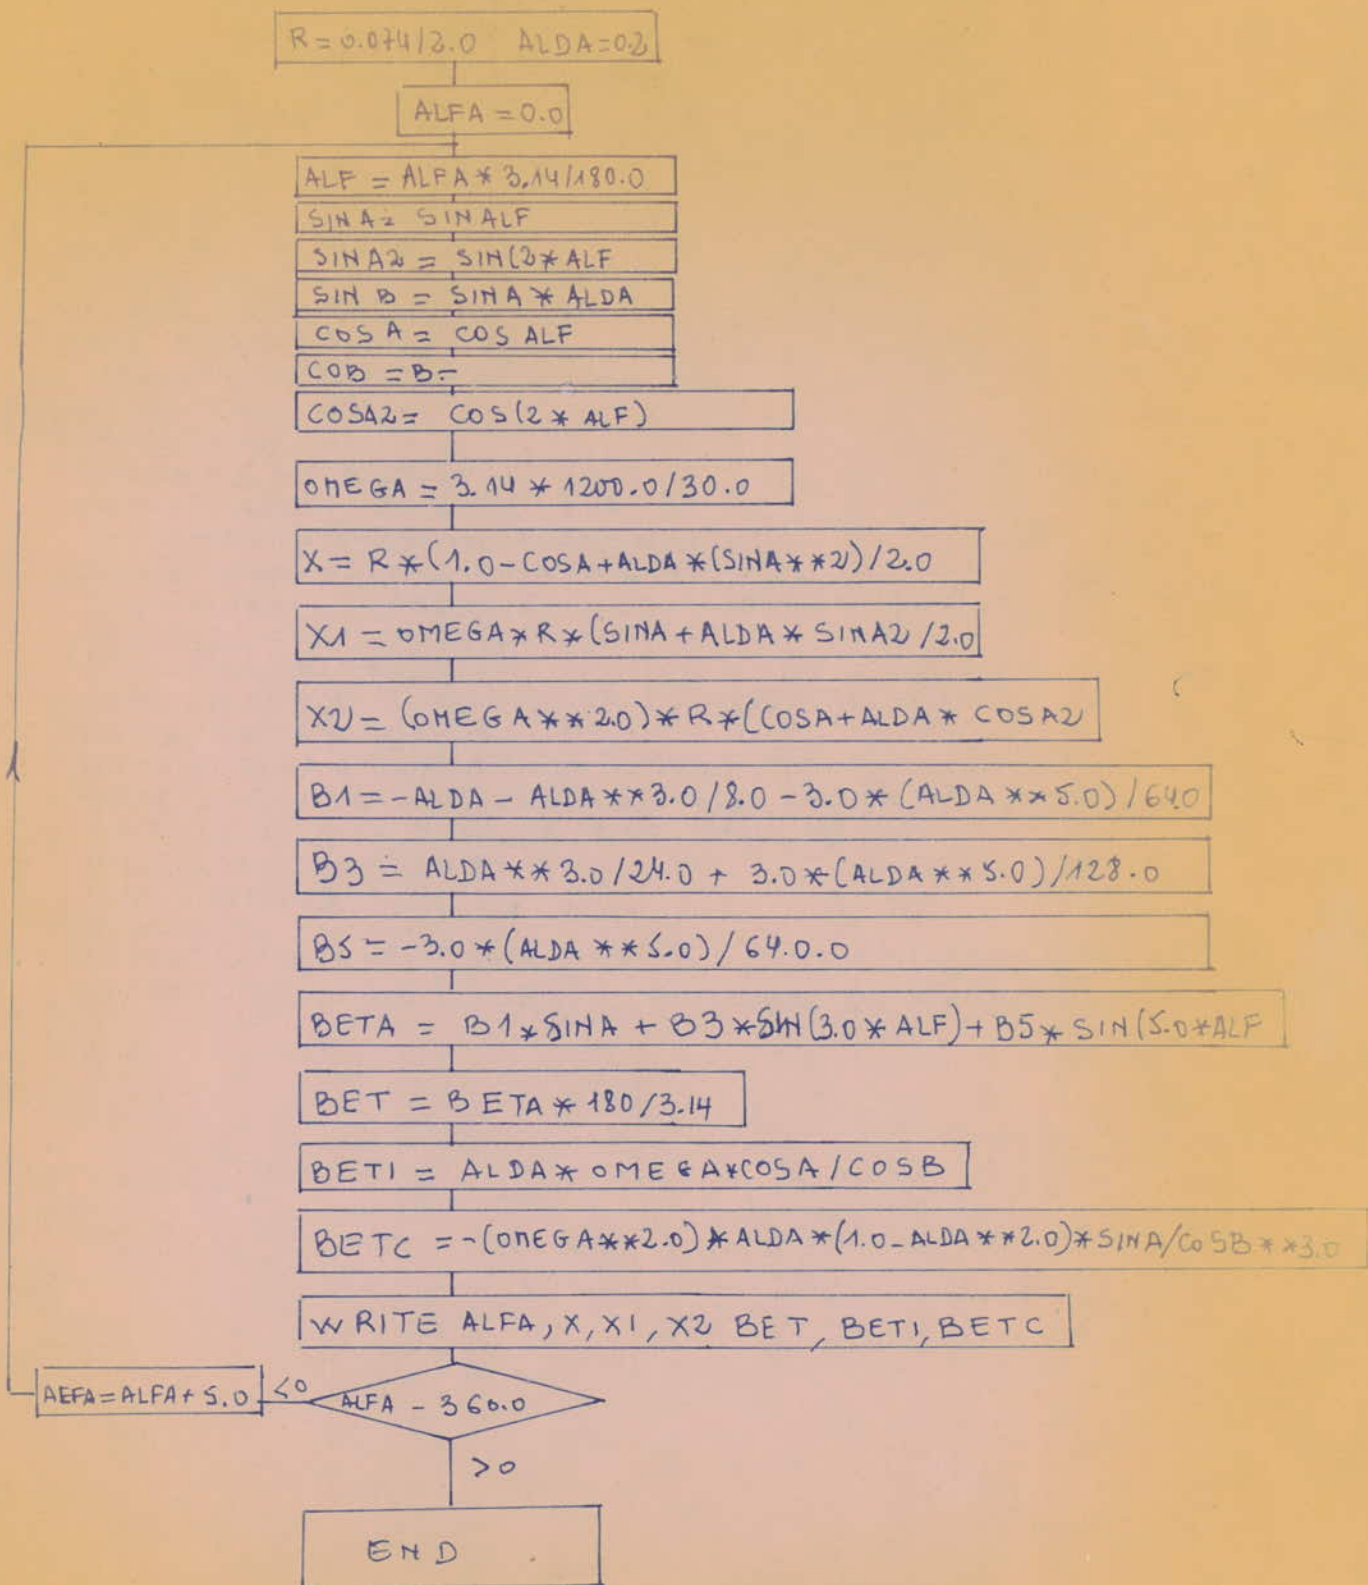 R=0.074/2.0 ALDA=0.2
ALFA=0.0
ALF = ALFA* 3.14/180.0
SINA= SINALF
SINA2 = SIN(2*ALF
SIN B = SINA*ALDA
COSA = COS ALF
COB =B-
COSA2= COS(2*ALF)
OMEGA = 3.14*1200.0/30.0
X= R*(1.0-COSA+ALDA*(SINA**2)/2.0
X1 = OMEGA*R*(SINA+ALDA*SINA2/2.0
X2= (OMEGA**2.0)*R*(COSA+ALDA* COSA2
B1=-ALDA- ALDA**3.0/8.0-3.0*(ALDA**5.0)/64.0
B3 = ALDA**3.0/24.0 + 3.0*(ALDA**5.0)/128.0
B5 = -3.0*(ALDA**5.0)/64.0.0
BETA = B1*SINA + B3*SIN(3.0*ALF)+B5*SIN(5.0*ALF
BET = BETA*180/3.14
BET1 = ALDA*OMEGA*COSA/COSB
BETC =-(OMEGA**2.0)*ALDA*(1.0-ALDA**2.0)*SINA/COSB**3.0
WRITE ALFA, X, X1, X2 BET, BET1, BETC
AEFA=ALFA+5.0 <0 ALFA - 360.0
>0
END